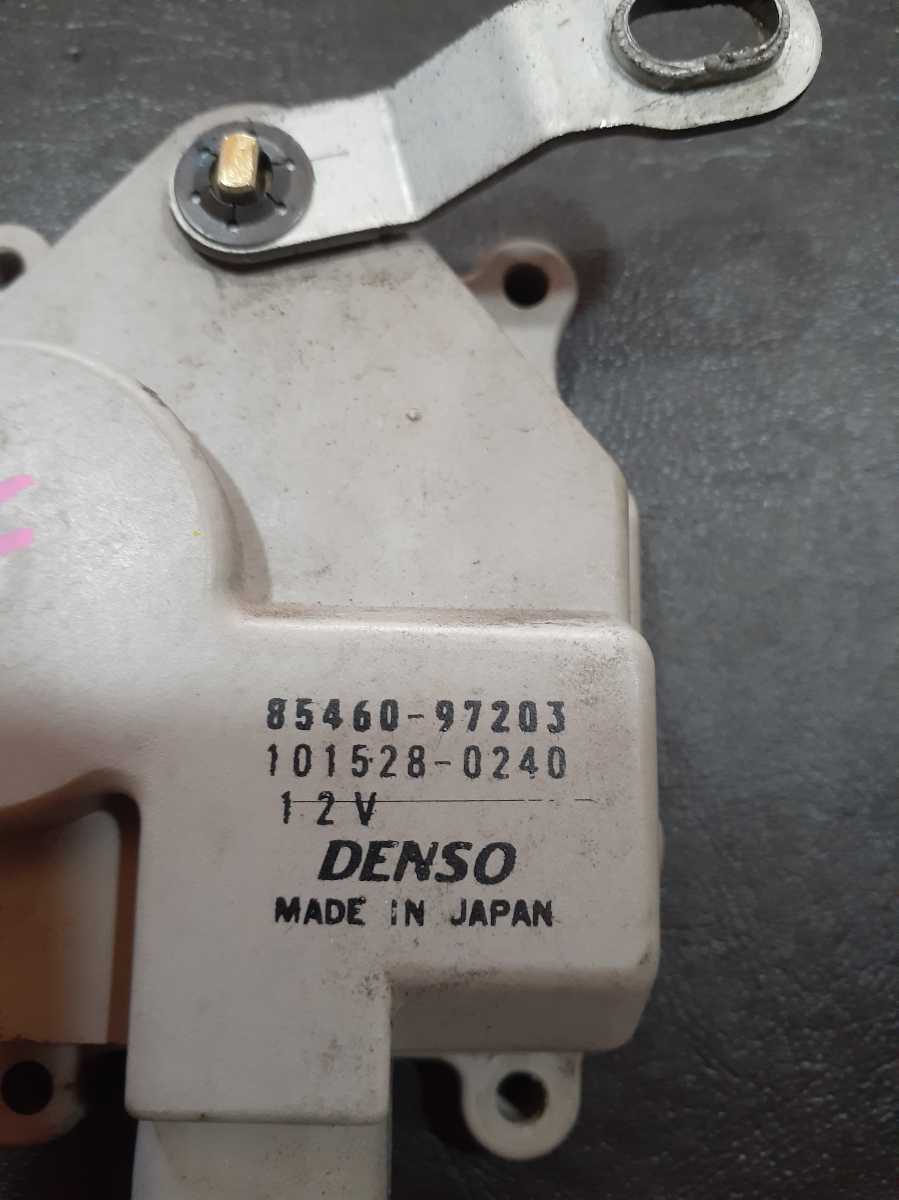 85460-97203
101528-0240
12V
DENSO
MADE IN JAPAN